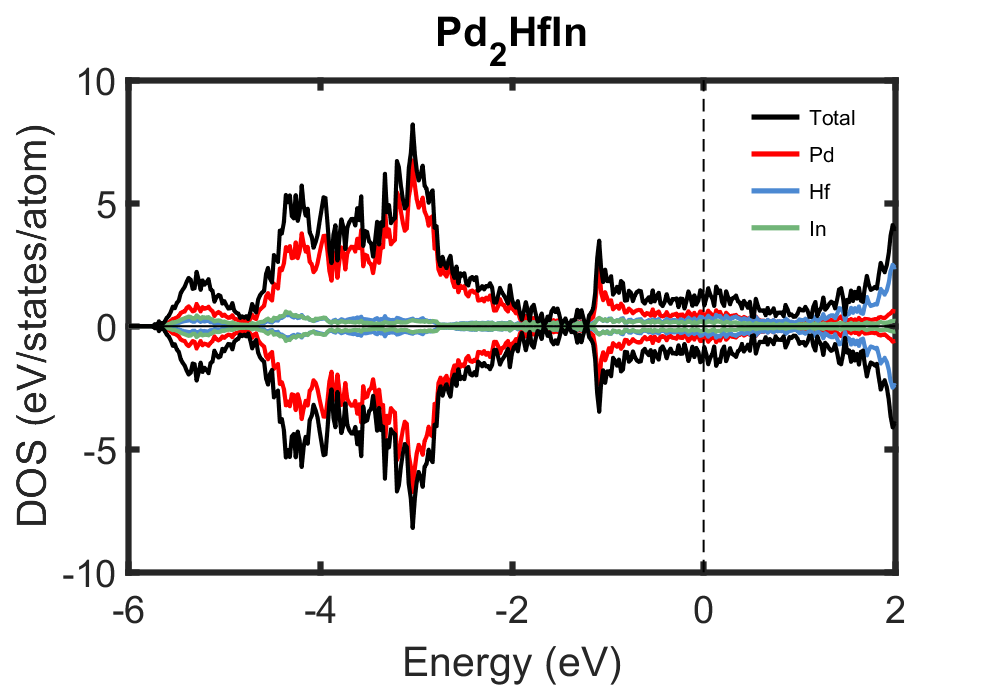 Pd2HfIn
10
5
0
-5
-10
DOS (eV/states/atom)
Total
Pd
Hf
In
-6 -4 -2 0 2
Energy (eV)